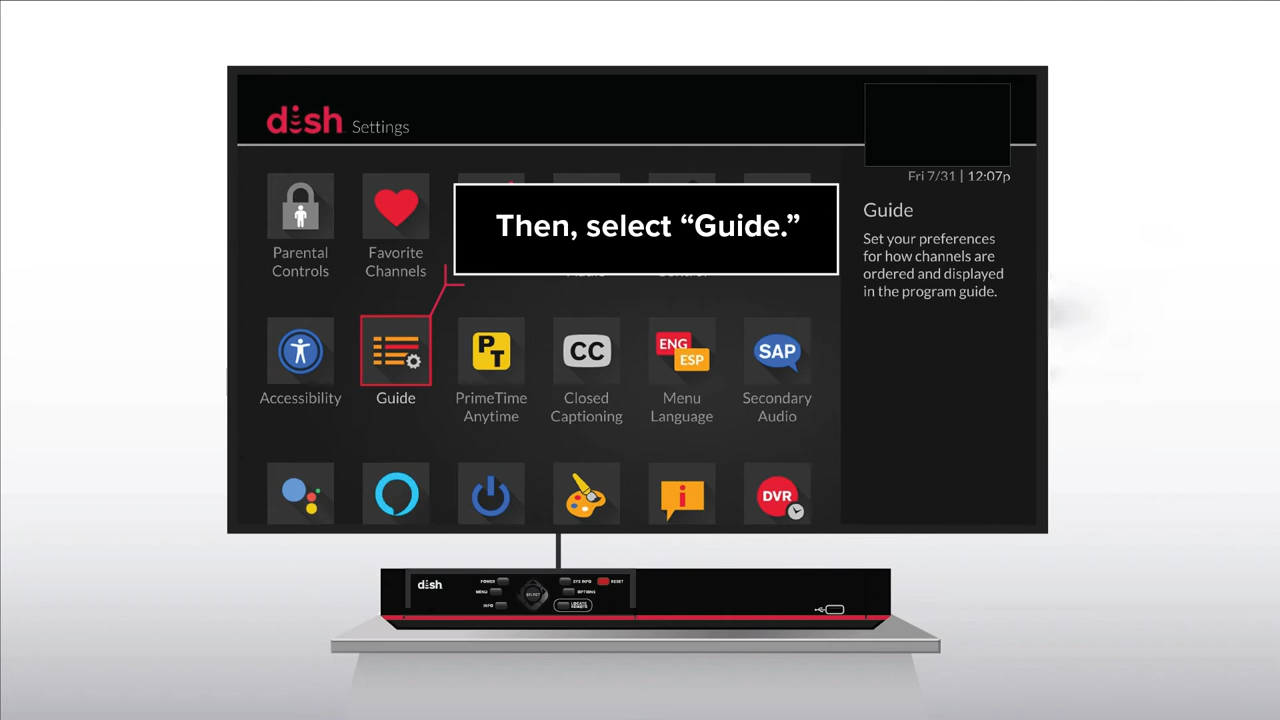 dish Settings
Fri 7/31 | 12:07p
Then, select “Guide.”
Guide
Set your preferences
for how channels are
ordered and displayed
in the program guide.
Parental
Controls
Favorite
Channels
Accessibility
Guide
PT
PrimeTime
Anytime
CC
Closed
Captioning
ENG
ESP
Menu
Language
SAP
Secondary
Audio
i
DVR
dish
POWER
MENU
INFO
SELECT
SYS INFO
RESET
OPTIONS
LOCATE
REMOTE